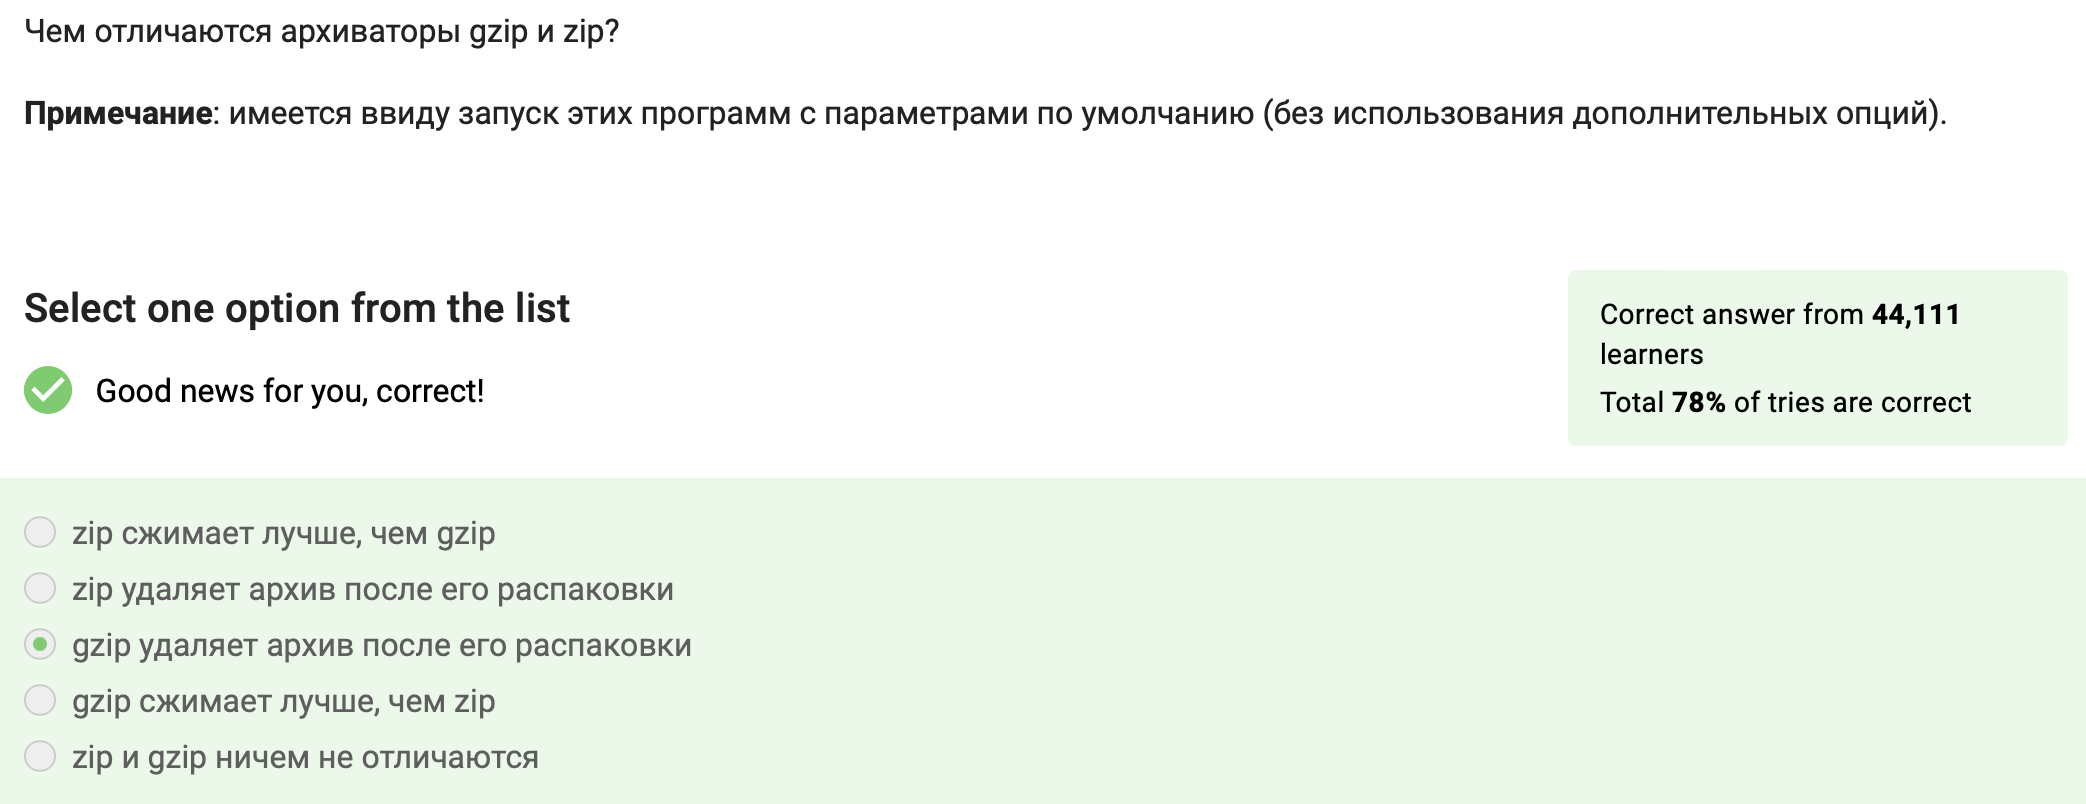 Чем отличаются архиваторы gzip и zip?
Примечание: имеется ввиду запуск этих программ с параметрами по умолчанию (без использования дополнительных опций).
Select one option from the list
Good news for you, correct!
Correct answer from 44,111
learners
Total 78% of tries are correct
zip сжимает лучше, чем gzip
zip удаляет архив после его распаковки
gzip удаляет архив после его распаковки
gzip сжимает лучше, чем zip
zip и gzip ничем не отличаются